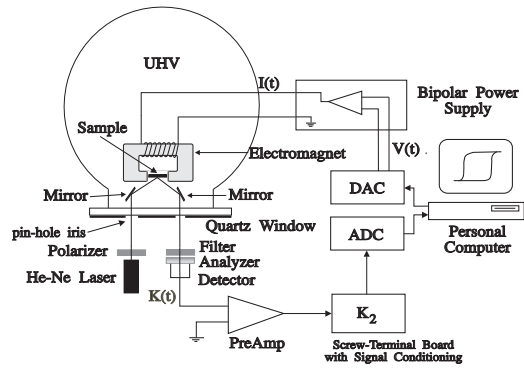 UHV
I(t)
Bipolar Power
Supply
Sample
Electromagnet
V(t)
Mirror
Mirror
DAC
pin-hole iris
Quartz Window
ADC
Personal
Computer
Polarizer
Filter
Analyzer
He-Ne Laser
Detector
K(t)
K2
PreAmp
Screw-Terminal Board
with Signal Conditioning